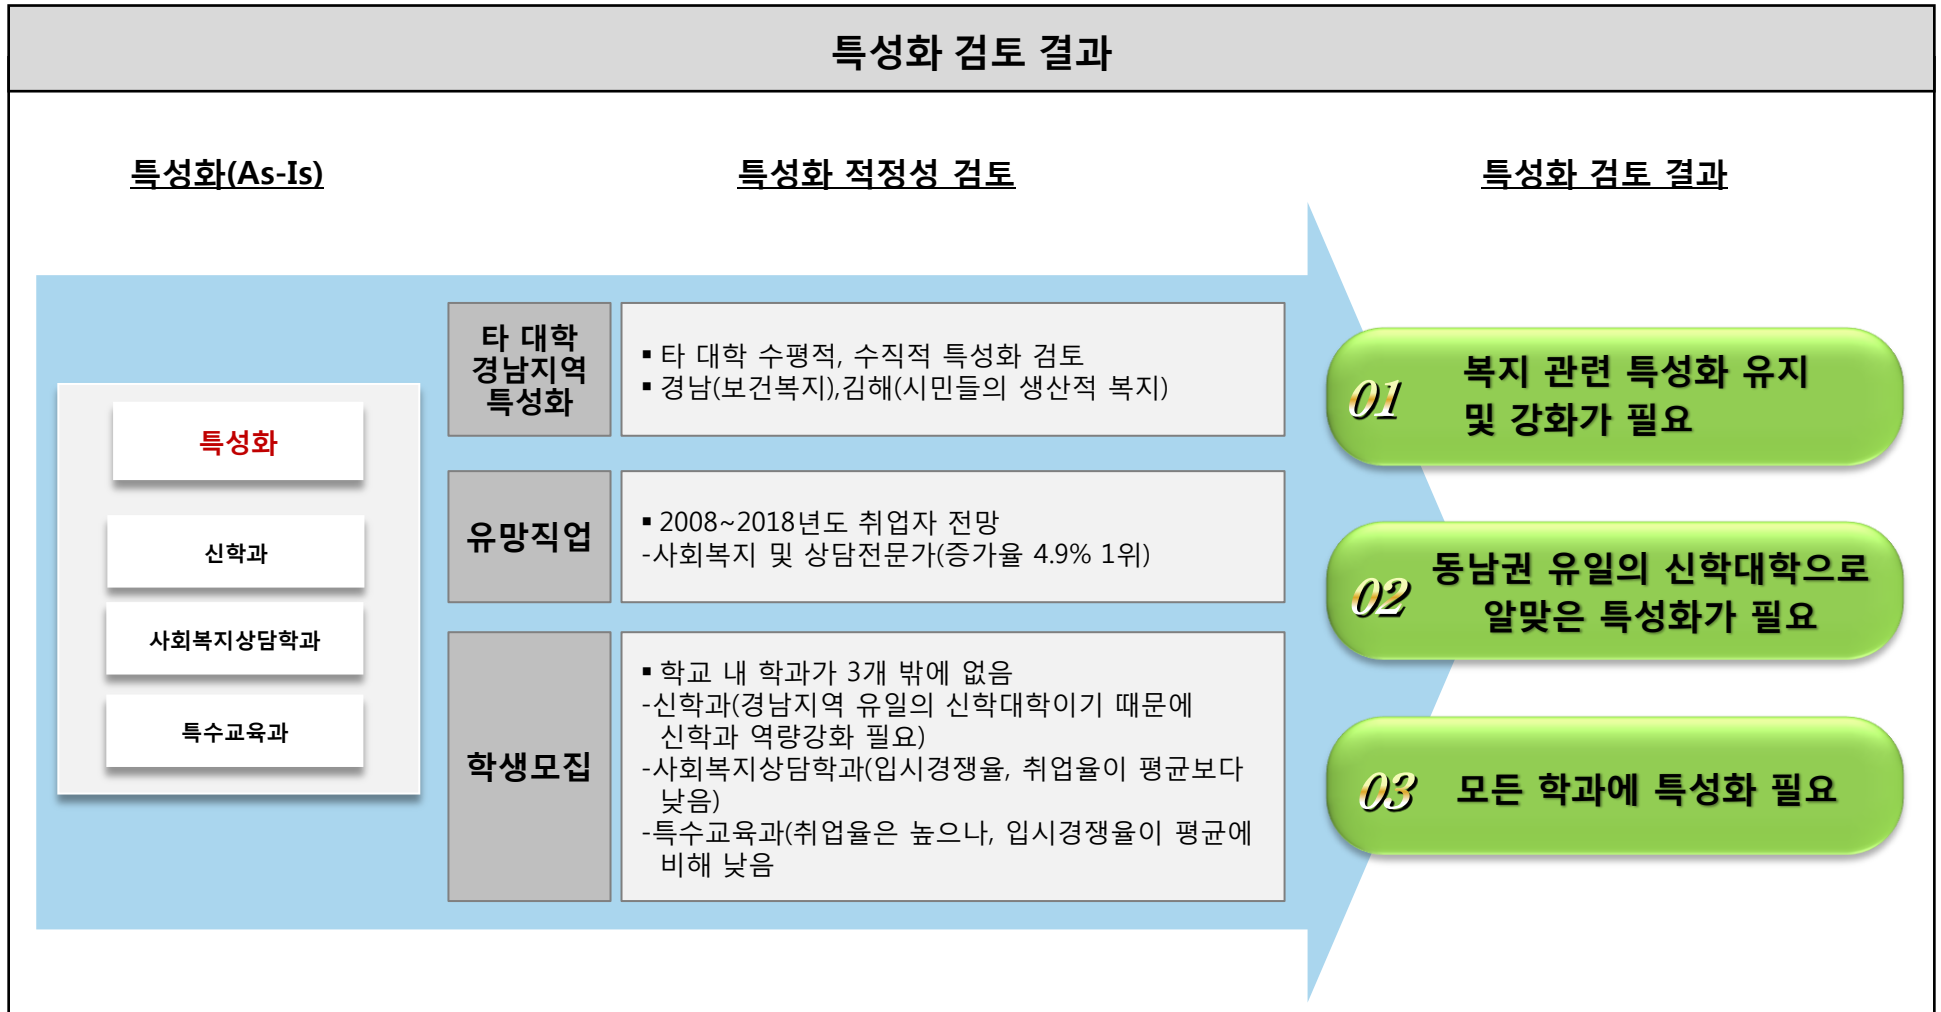 특성화 검토 결과
특성화(As-Is)
특성화 적정성 검토
특성화 검토 결과
특성화
신학과
사회복지상담학과
특수교육과
타 대학
경남지역
특성화
▪ 타 대학 수평적, 수직적 특성화 검토
▪ 경남(보건복지),김해(시민들의 생산적 복지)
유망직업
▪ 2008~2018년도 취업자 전망
-사회복지 및 상담전문가(증가율 4.9% 1위)
학생모집
▪ 학교 내 학과가 3개 밖에 없음
-신학과(경남지역 유일의 신학대학이기 때문에
신학과 역량강화 필요)
-사회복지상담학과(입시경쟁율, 취업율이 평균보다
낮음)
-특수교육과(취업율은 높으나, 입시경쟁율이 평균에
비해 낮음
01
복지 관련 특성화 유지
및 강화가 필요
02
동남권 유일의 신학대학으로
알맞은 특성화가 필요
03
모든 학과에 특성화 필요